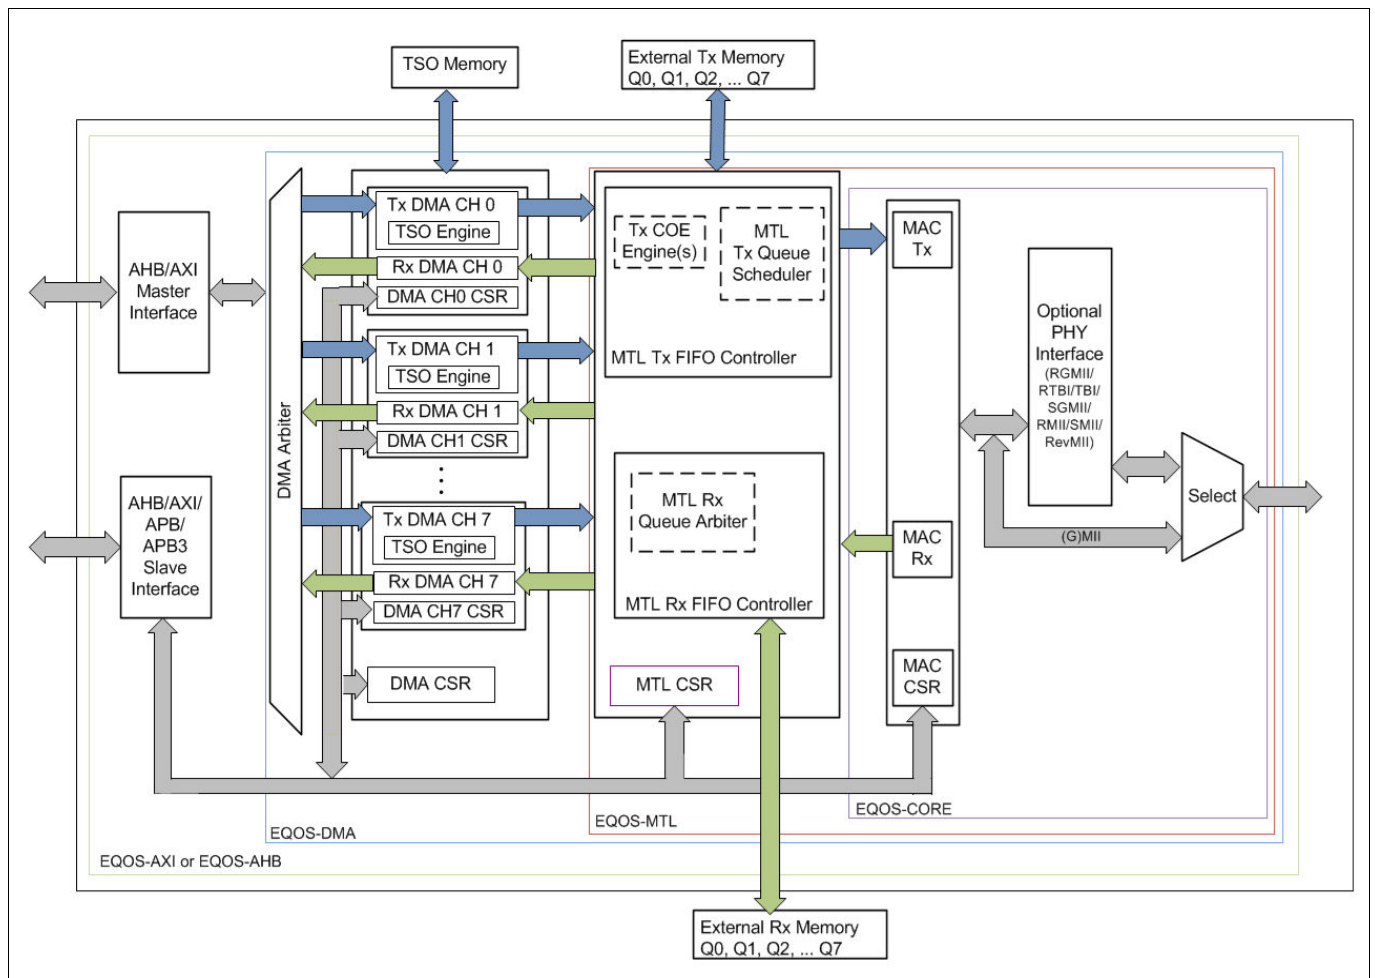 TSO Memory
External Tx Memory
Q0, Q1, Q2, ... Q7
AHB/AXI
Master
Interface
AHB/AXI/
APB/
APB3
Slave
Interface
DMA Arbiter
Tx DMA CH 0
TSO Engine
Rx DMA CH 0
DMA CH0 CSR
Tx DMA CH 1
TSO Engine
Rx DMA CH 1
DMA CH1 CSR
Tx DMA CH 7
TSO Engine
Rx DMA CH 7
DMA CH7 CSR
DMA CSR
Tx COE
Engine(s)
MTL
Tx Queue
Scheduler
MTL Tx FIFO Controller
MTL Rx
Queue Arbiter
MTL Rx FIFO Controller
MTL CSR
MAC
Tx
MAC
Rx
MAC
CSR
Optional
PHY
Interface
(RGMII/
RTBI/TBI/
SGMII/
RMII/SMII/
RevMII)
(G)MII
Select
EQOS-CORE
EQOS-MTL
EQOS-DMA
EQOS-AXI or EQOS-AHB
External Rx Memory
Q0, Q1, Q2, ... Q7